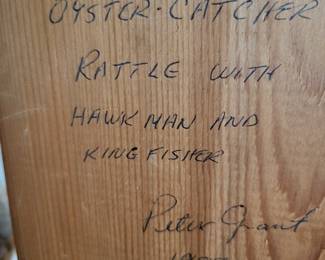 OYSTER-CATCHER
RATTLE WITH
HAWK MAN AND
KINGFISHER
Peter Grant